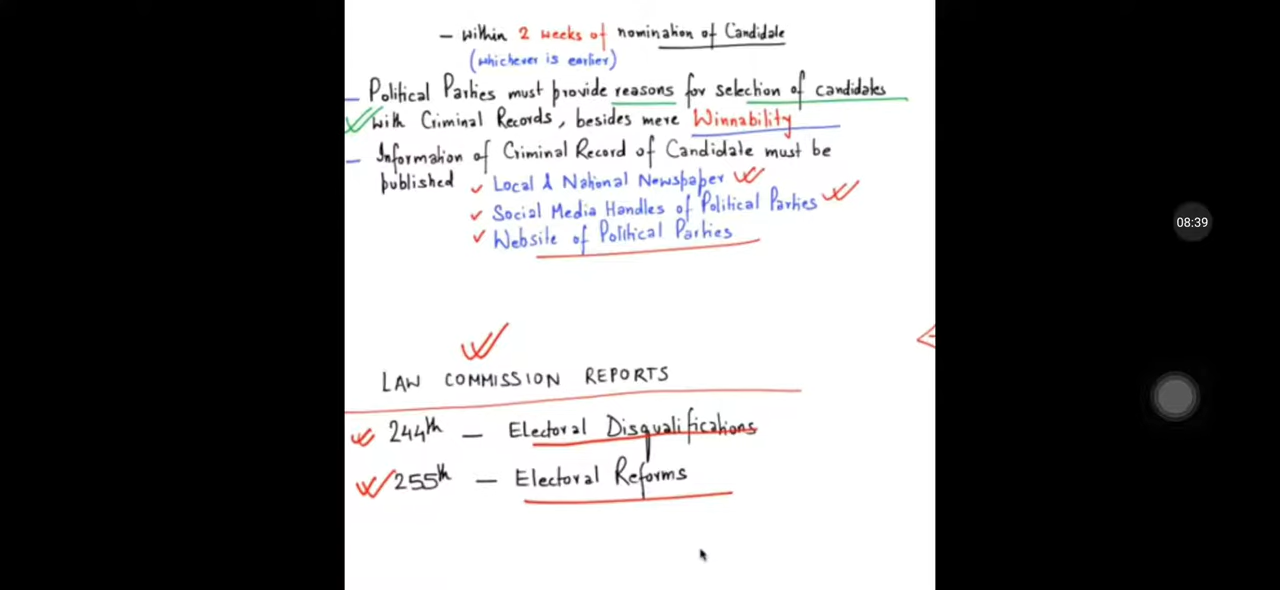 – within 2 weeks of nomination of Candidate
(whichever is earlier)
– Political Parties must provide reasons for selection of candidates
with Criminal Records, besides mere Winnability
– Information of Criminal Record of Candidate must be
published ✓ Local & National Newspaper
✓ Social Media Handles of Political Parties
✓ Website of Political Parties
08:39
LAW COMMISSION REPORTS
244th – Electoral Disqualifications
255th – Electoral Reforms